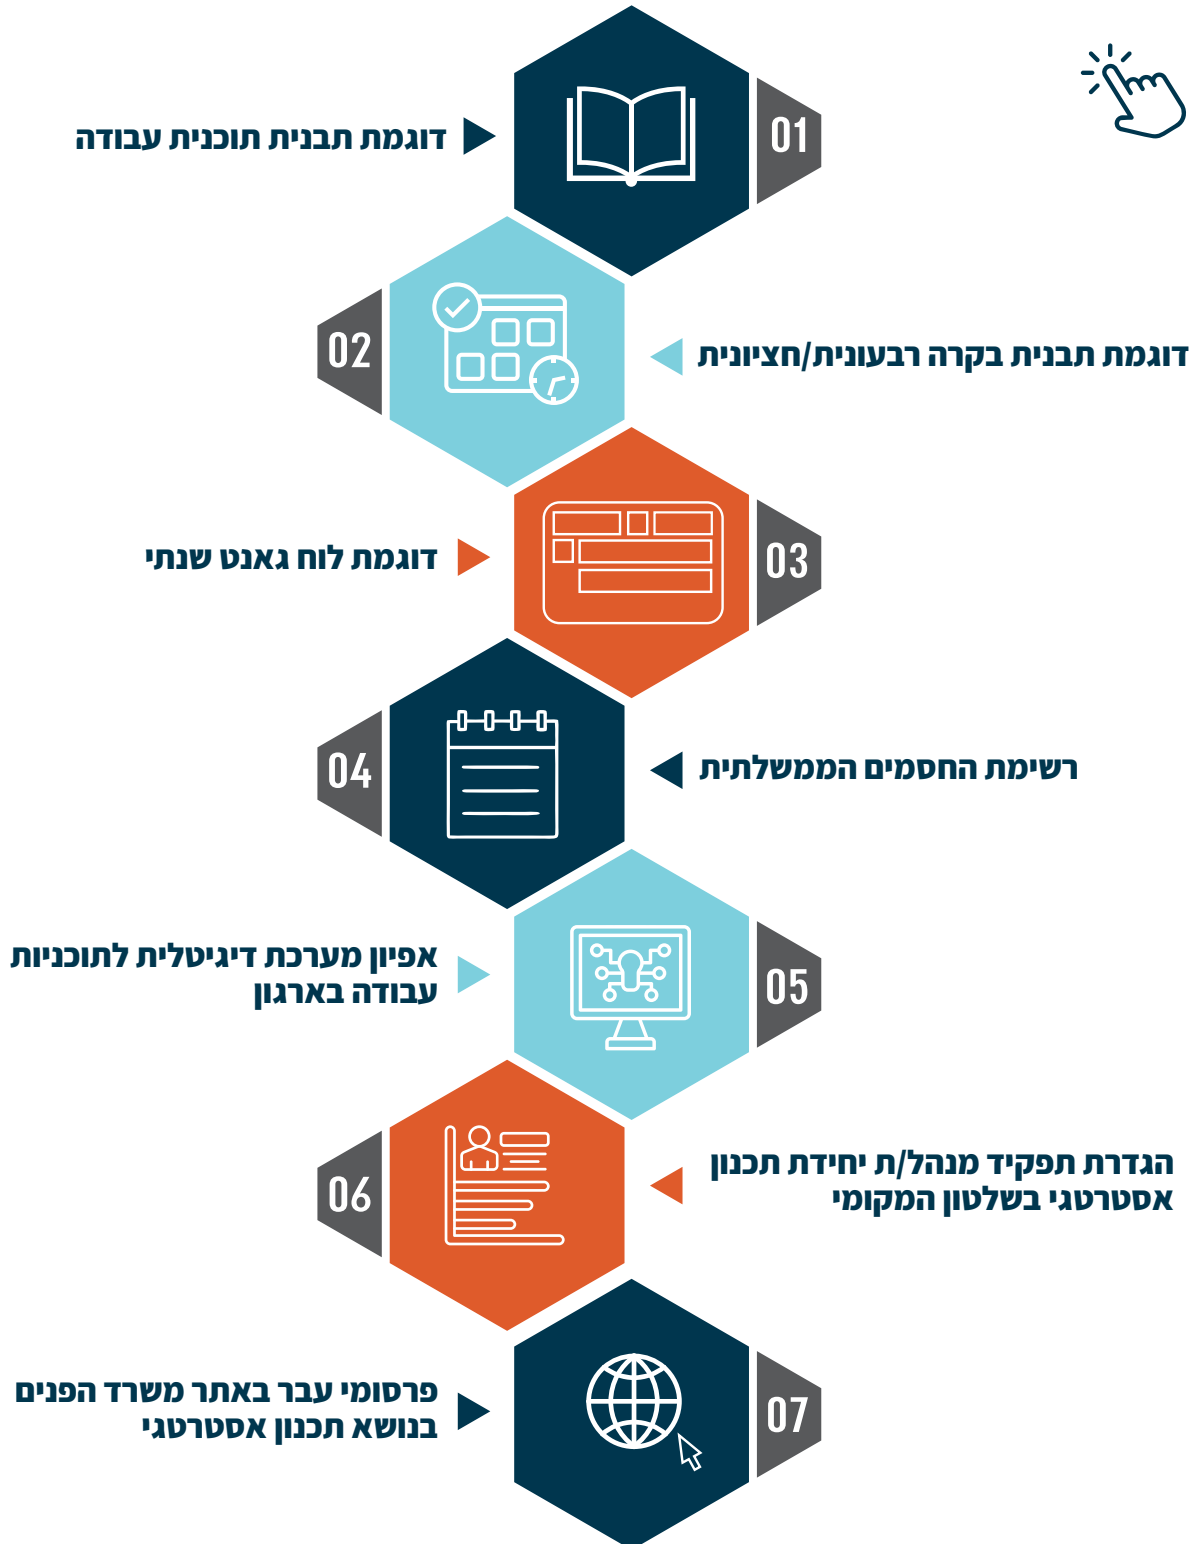 01
דוגמת תבנית תוכנית עבודה
02
דוגמת תבנית בקרה רבעונית/חציונית
03
דוגמת לוח גאנט שנתי
04
רשימת החסמים הממשלתית
05
אפיון מערכת דיגיטלית לתוכניות
עבודה בארגון
06
הגדרת תפקיד מנהל/ת יחידת תכנון
אסטרטגי בשלטון המקומי
07
פרסומי עבר באתר משרד הפנים
בנושא תכנון אסטרטגי